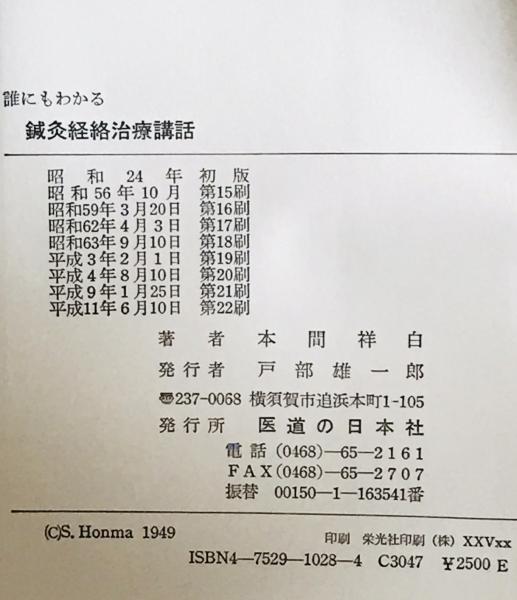 誰にもわかる
鍼灸経絡治療講話
昭和24年 初版
昭和56年10月 第15刷
昭和59年3月20日 第16刷
昭和62年4月3日 第17刷
昭和63年9月10日 第18刷
平成3年2月1日 第19刷
平成4年8月10日 第20刷
平成9年1月25日 第21刷
平成11年6月10日 第22刷
著者 本間祥白
発行者 戸部雄一郎
〠237-0068 横須賀市追浜本町1-105
発行所 医道の日本社
電話 (0468)—65—2161
FAX(0468)—65—2707
振替 00150—1—163541番
(C)S. Honma 1949
印刷 栄光社印刷(株) XXVxx
ISBN4—7529—1028—4 C3047 ¥2500 E